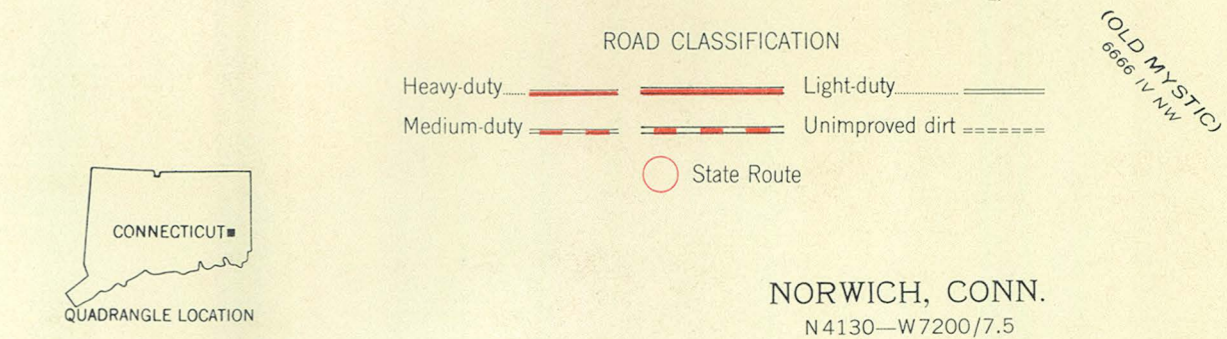 ROAD CLASSIFICATION
Heavy-duty
Light-duty
Medium-duty
Unimproved dirt
State Route
(OLD MYSTIC)
6666 IV NW
CONNECTICUT
QUADRANGLE LOCATION
NORWICH, CONN.
N4130—W7200/7.5